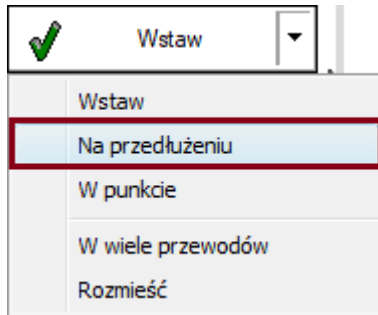 Wstaw
Wstaw
Na przedłużeniu
W punkcie
W wiele przewodów
Rozmieść